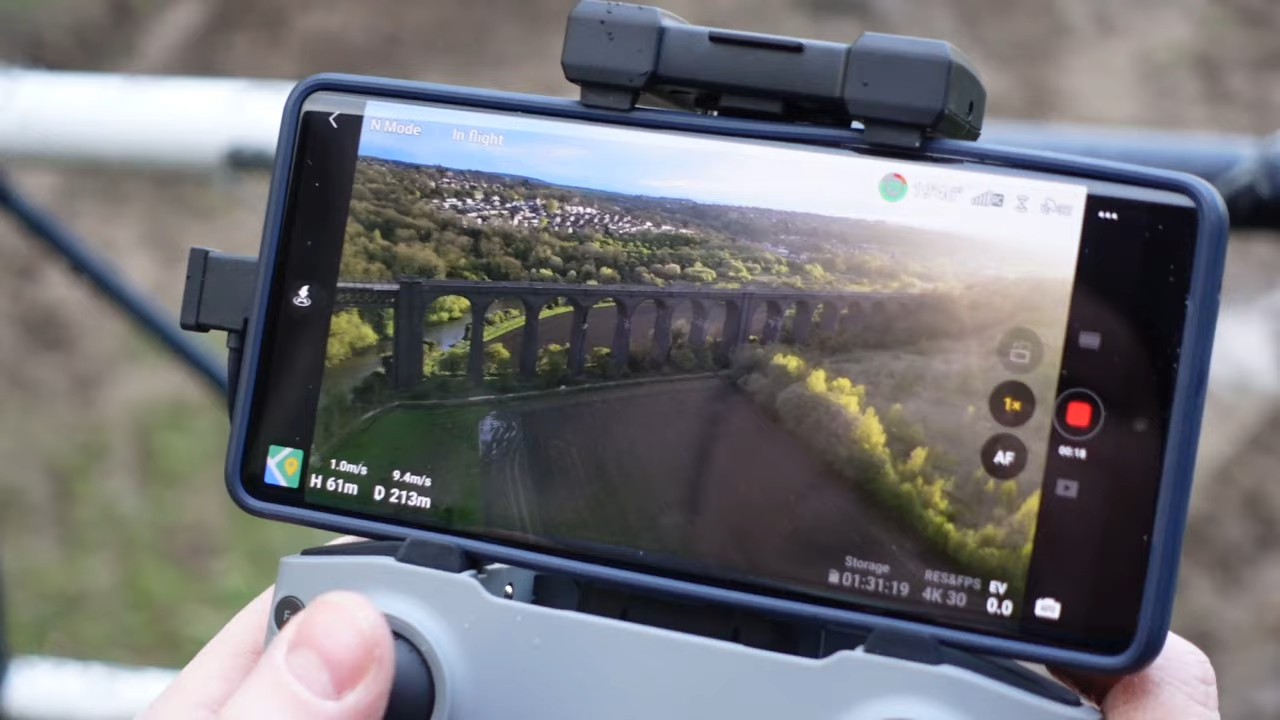 N Mode In flight
1x
AF
00:18
1.0m/s 9.4m/s
H 61m D 213m
Storage RES&FPS EV
01:31:19 4K 30 0.0
AUTO